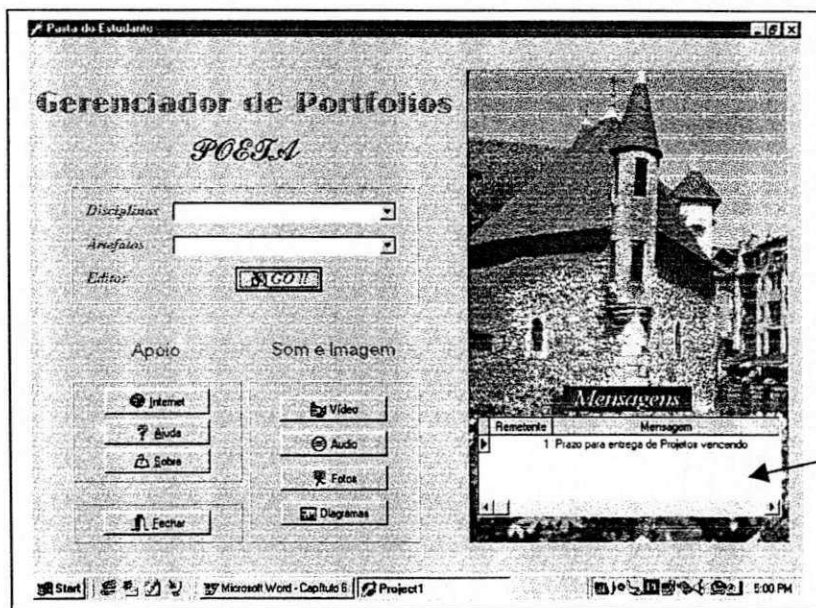 Pasta do Estudante
Gerenciador de Portfolios
POETA
Disciplinas
Artefatos
Editor
GO !!
Apoio
Som e Imagem
Internet
Ajuda
Sobre
Fechar
Vídeo
Audio
Fotos
Diagramas
Mensagens
Remetente Mensagem
1 Prazo para entrega de Projetos vencendo
Start Microsoft Word - Capítulo 6 Project1 5:00 PM